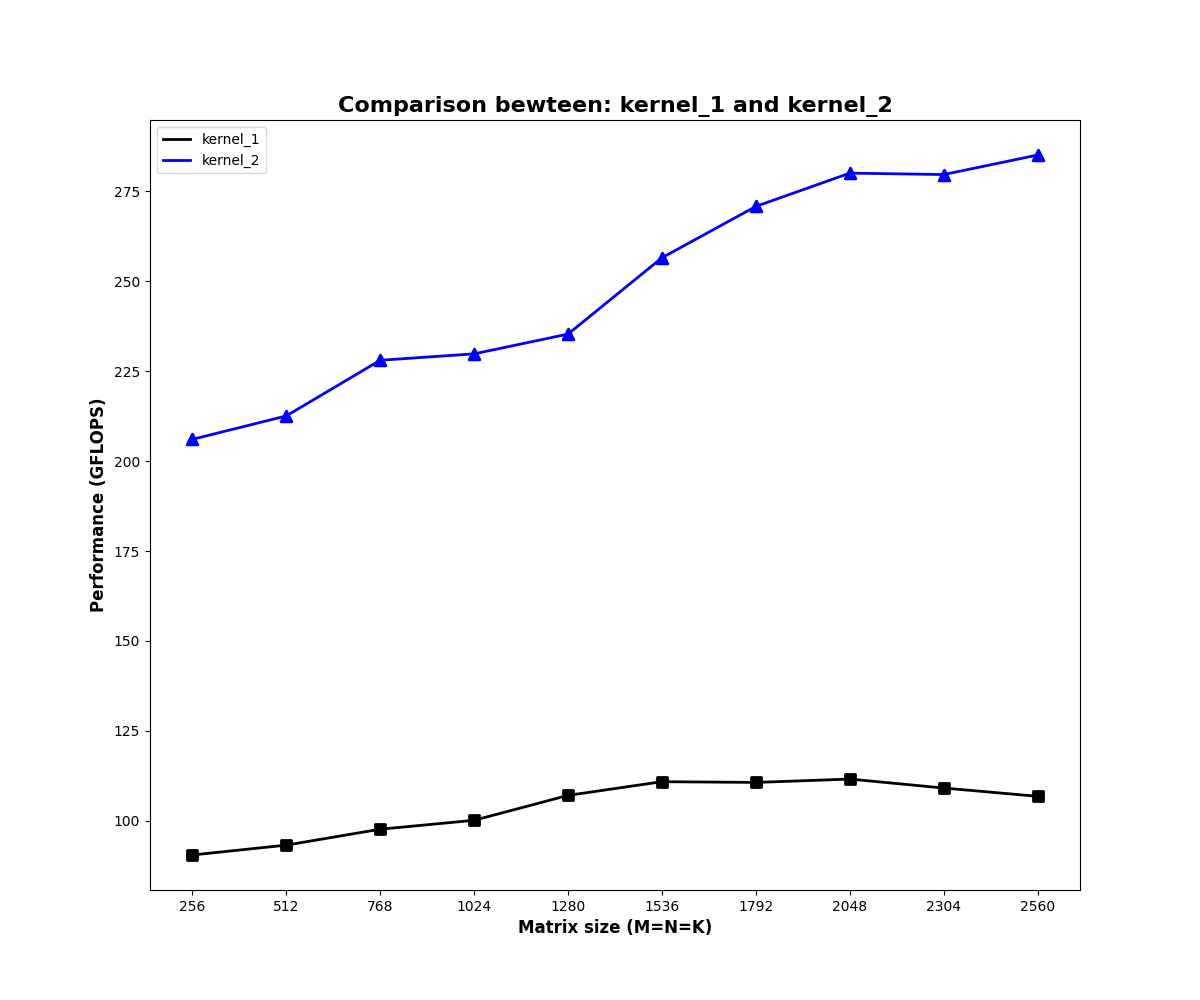 Comparison bewteen: kernel_1 and kernel_2
kernel_1
kernel_2
275
250
225
200
175
150
125
100
Performance (GFLOPS)
256 512 768 1024 1280 1536 1792 2048 2304 2560
Matrix size (M=N=K)